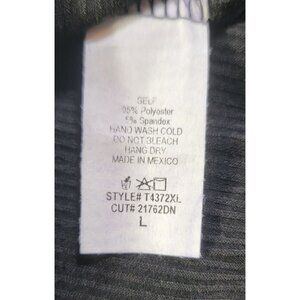 SELF
95% Polyester
5% Spandex
HAND WASH COLD
DO NOT BLEACH
HANG DRY
MADE IN MEXICO
STYLE# T4372XL
CUT# 21762DN
L